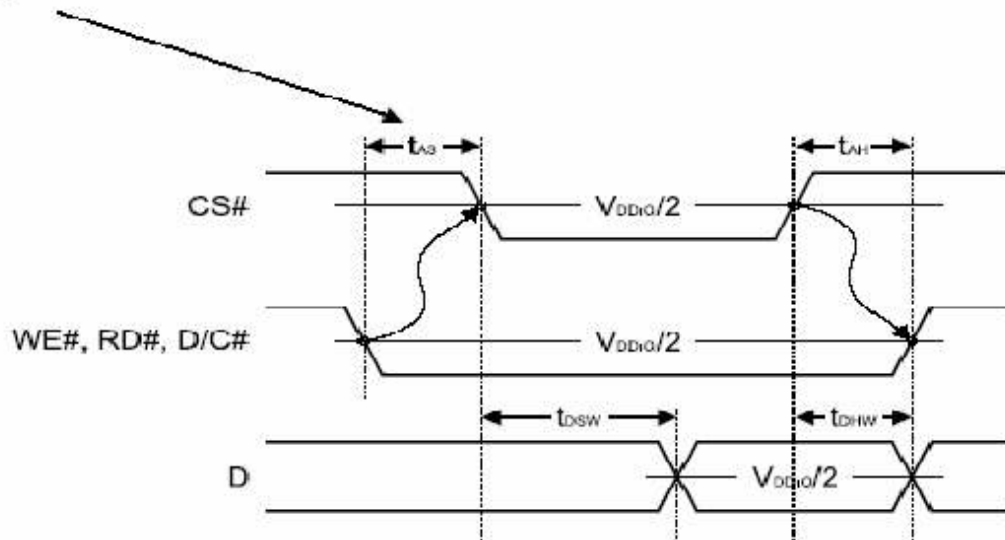 tAS tAH
CS# VDDIO/2
WE#, RD#, D/C# VDDIO/2
tDSW tDHW
D VDDIO/2